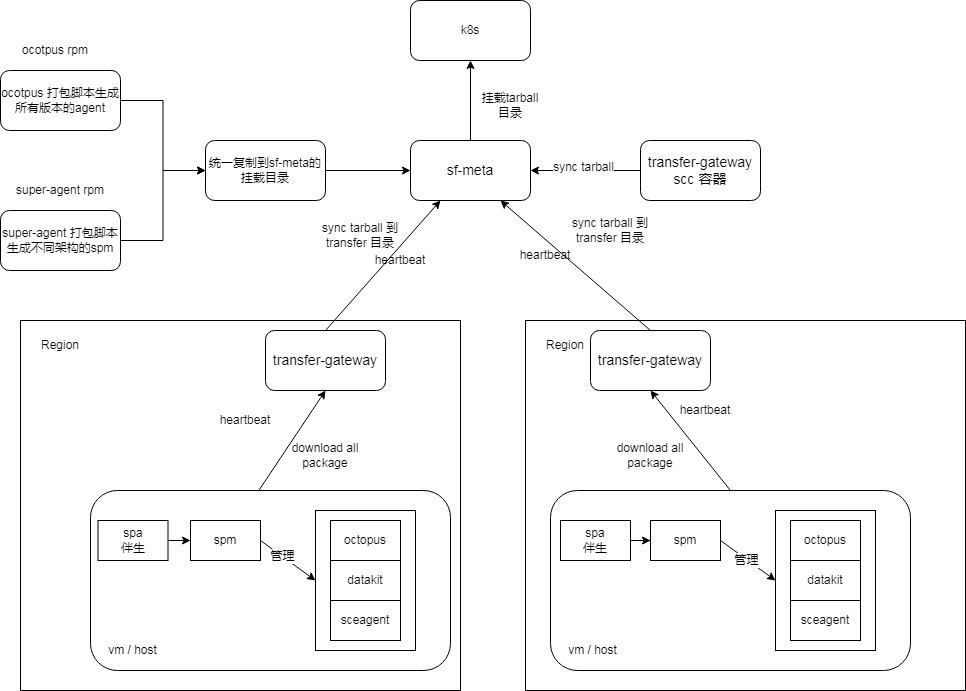 k8s
ocotpus rpm
ocotpus 打包脚本生成
所有版本的agent
挂载tarball
目录
统一复制到sf-meta的
挂载目录
sf-meta
sync tarball
transfer-gateway
scc 容器
super-agent rpm
super-agent 打包脚本
生成不同架构的spm
sync tarball 到
transfer 目录
heartbeat
sync tarball 到
transfer 目录
heartbeat
Region
transfer-gateway
heartbeat
download all
package
spa
伴生
spm
管理
octopus
datakit
sceagent
vm / host
Region
transfer-gateway
heartbeat
download all
package
spa
伴生
spm
管理
octopus
datakit
sceagent
vm / host